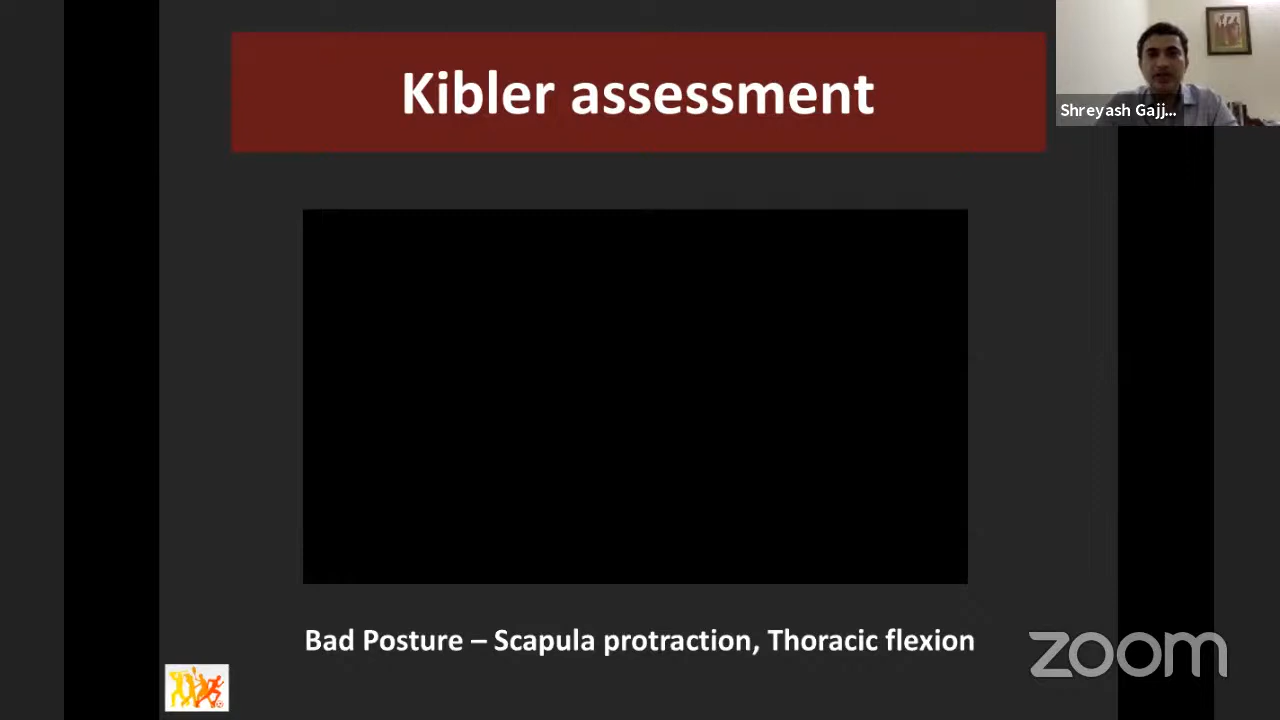 Kibler assessment
Shreyash Gajj...
Bad Posture – Scapula protraction, Thoracic flexion
zoom